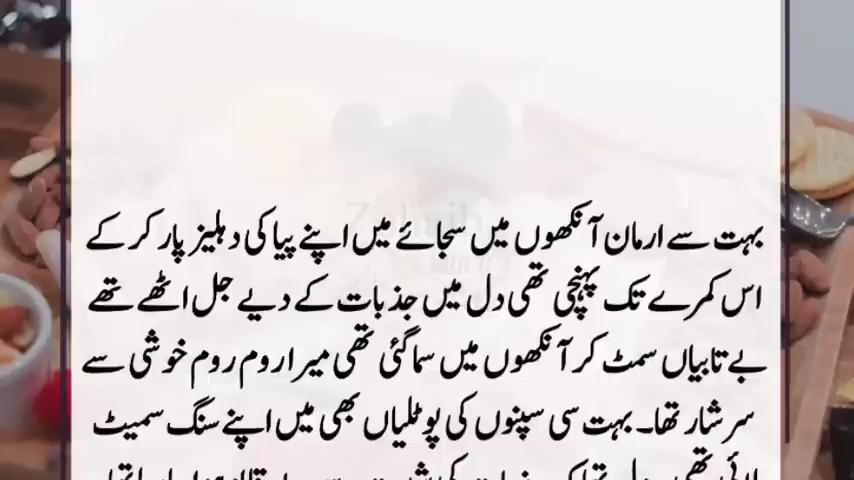 بہت سے ارمان آنکھوں میں سجائے میں اپنے پیا کی دہلیز پار کر کے
اس کمرے تک پہنچی تھی دل میں جذبات کے دیے جل اٹھے تھے
بے تابیاں سمٹ کر آنکھوں میں سما گئی تھی میرا روم روم خوشی سے
سرشار تھا۔ بہت سی سپنوں کی پوٹلیاں بھی میں اپنے سنگ سمیٹ